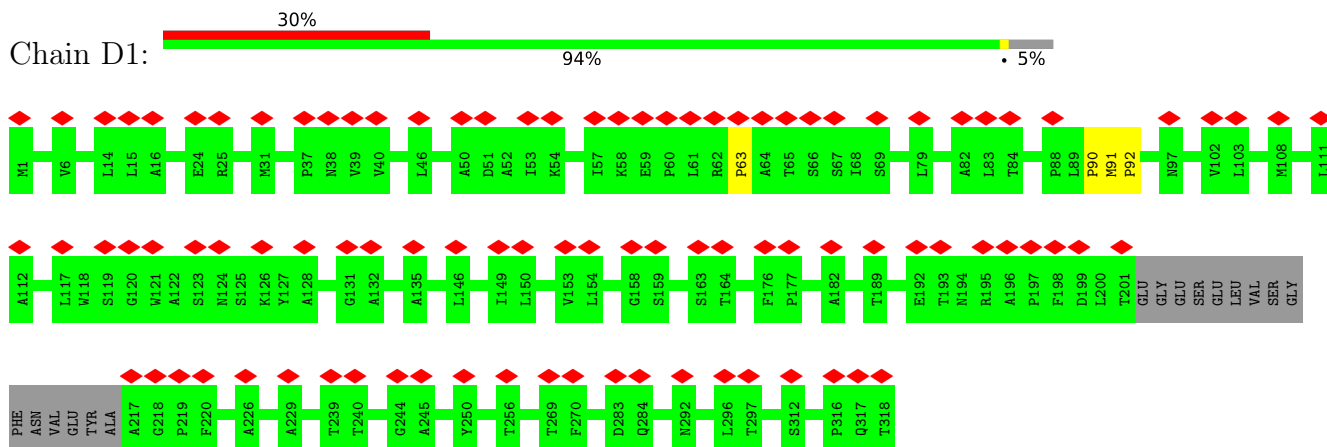 30%
Chain D1:
94% • 5%
M1 V6 L14 L15 A16 E24 R25 M31 P37 N38 V39 V40 L46 A50 D51 A52 I53 K54 I57 K58 E59 P60 L61 R62 P63 A64 T65 S66 S67 I68 S69 L79 A82 L83 T84 P88 L89 P90 M91 P92 N97 V102 L103 M108 L111
A112 L117 W118 S119 G120 W121 A122 S123 N124 S125 K126 Y127 A128 G131 A132 A135 L146 I149 L150 V153 L154 G158 S159 S163 T164 F176 P177 A182 T189 E192 T193 N194 R195 A196 P197 F198 D199 L200 T201 GLU GLY GLU SER GLU LEU VAL SER GLY
PHE ASN VAL GLU TYR ALA A217 G218 P219 F220 A226 A229 T239 T240 G244 A245 Y250 T256 T269 F270 D283 Q284 N292 L296 T297 S312 P316 Q317 T318